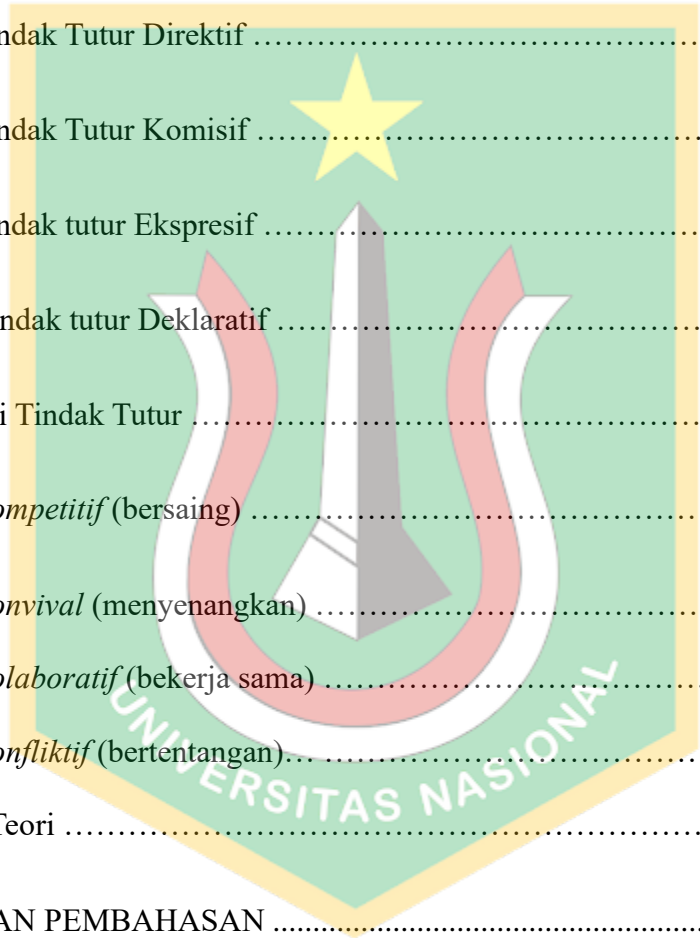 ndak Tutur Direktif ……………………………………
ndak Tutur Komisif ……………………………………
ndak tutur Ekspresif ……………………………………
ndak tutur Deklaratif …………………………………
i Tindak Tutur …………………………………………
ompetitif (bersaing) ……………………………………
onvival (menyenangkan) ………………………………
olaboratif (bekerja sama) ………………………………
onfliktif (bertentangan)… ………………………………
Teori ……………………………………………………
AN PEMBAHASAN ....................................................
UNIVERSITAS NASIONAL